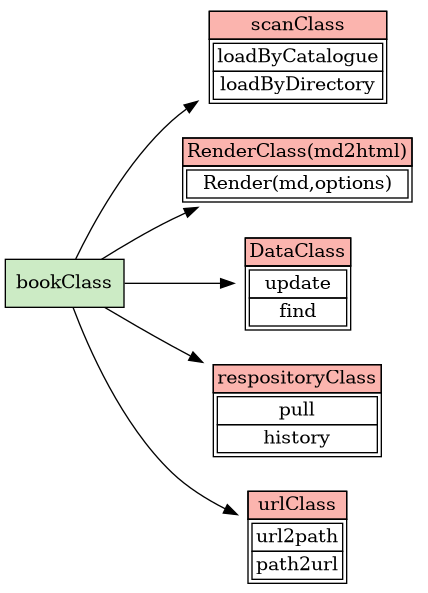 scanClass
loadByCatalogue
loadByDirectory
RenderClass(md2html)
Render(md,options)
bookClass
DataClass
update
find
respositoryClass
pull
history
urlClass
url2path
path2url